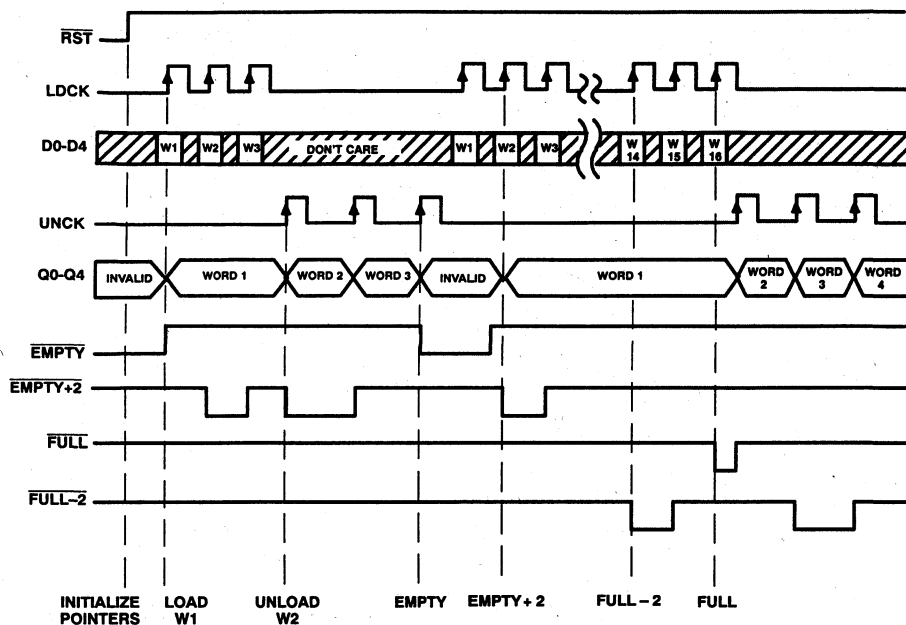 RST
LDCK
D0-D4 W1 W2 W3 DON'T CARE W1 W2 W3 W 14 W 15 W 16
UNCK
Q0-Q4 INVALID WORD 1 WORD 2 WORD 3 INVALID WORD 1 WORD 2 WORD 3 WORD 4
EMPTY
EMPTY+2
FULL
FULL-2
INITIALIZE POINTERS LOAD W1 UNLOAD W2 EMPTY EMPTY+2 FULL-2 FULL